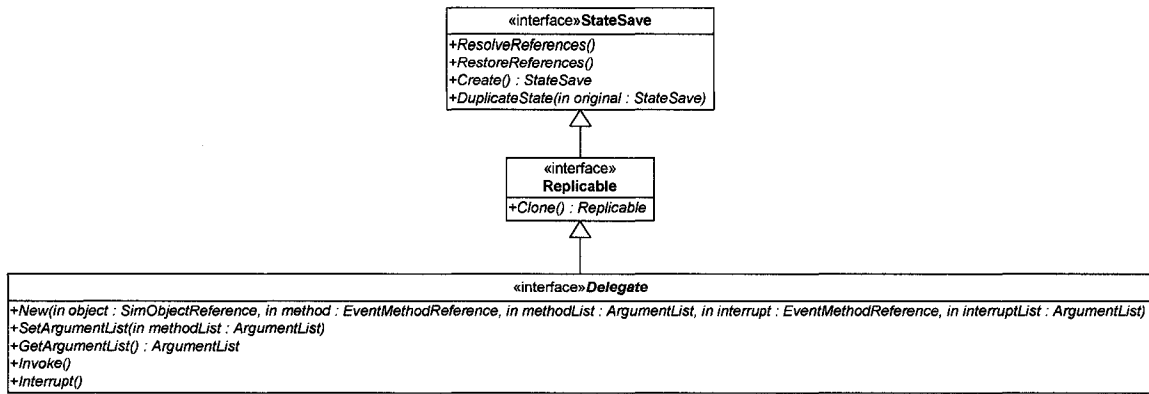 «interface»StateSave
+ResolveReferences()
+RestoreReferences()
+Create() : StateSave
+DuplicateState(in original : StateSave)
«interface»
Replicable
+Clone() : Replicable
«interface»Delegate
+New(in object : SimObjectReference, in method : EventMethodReference, in methodList : ArgumentList, in interrupt : EventMethodReference, in interruptList : ArgumentList)
+SetArgumentList(in methodList : ArgumentList)
+GetArgumentList() : ArgumentList
+Invoke()
+Interrupt()